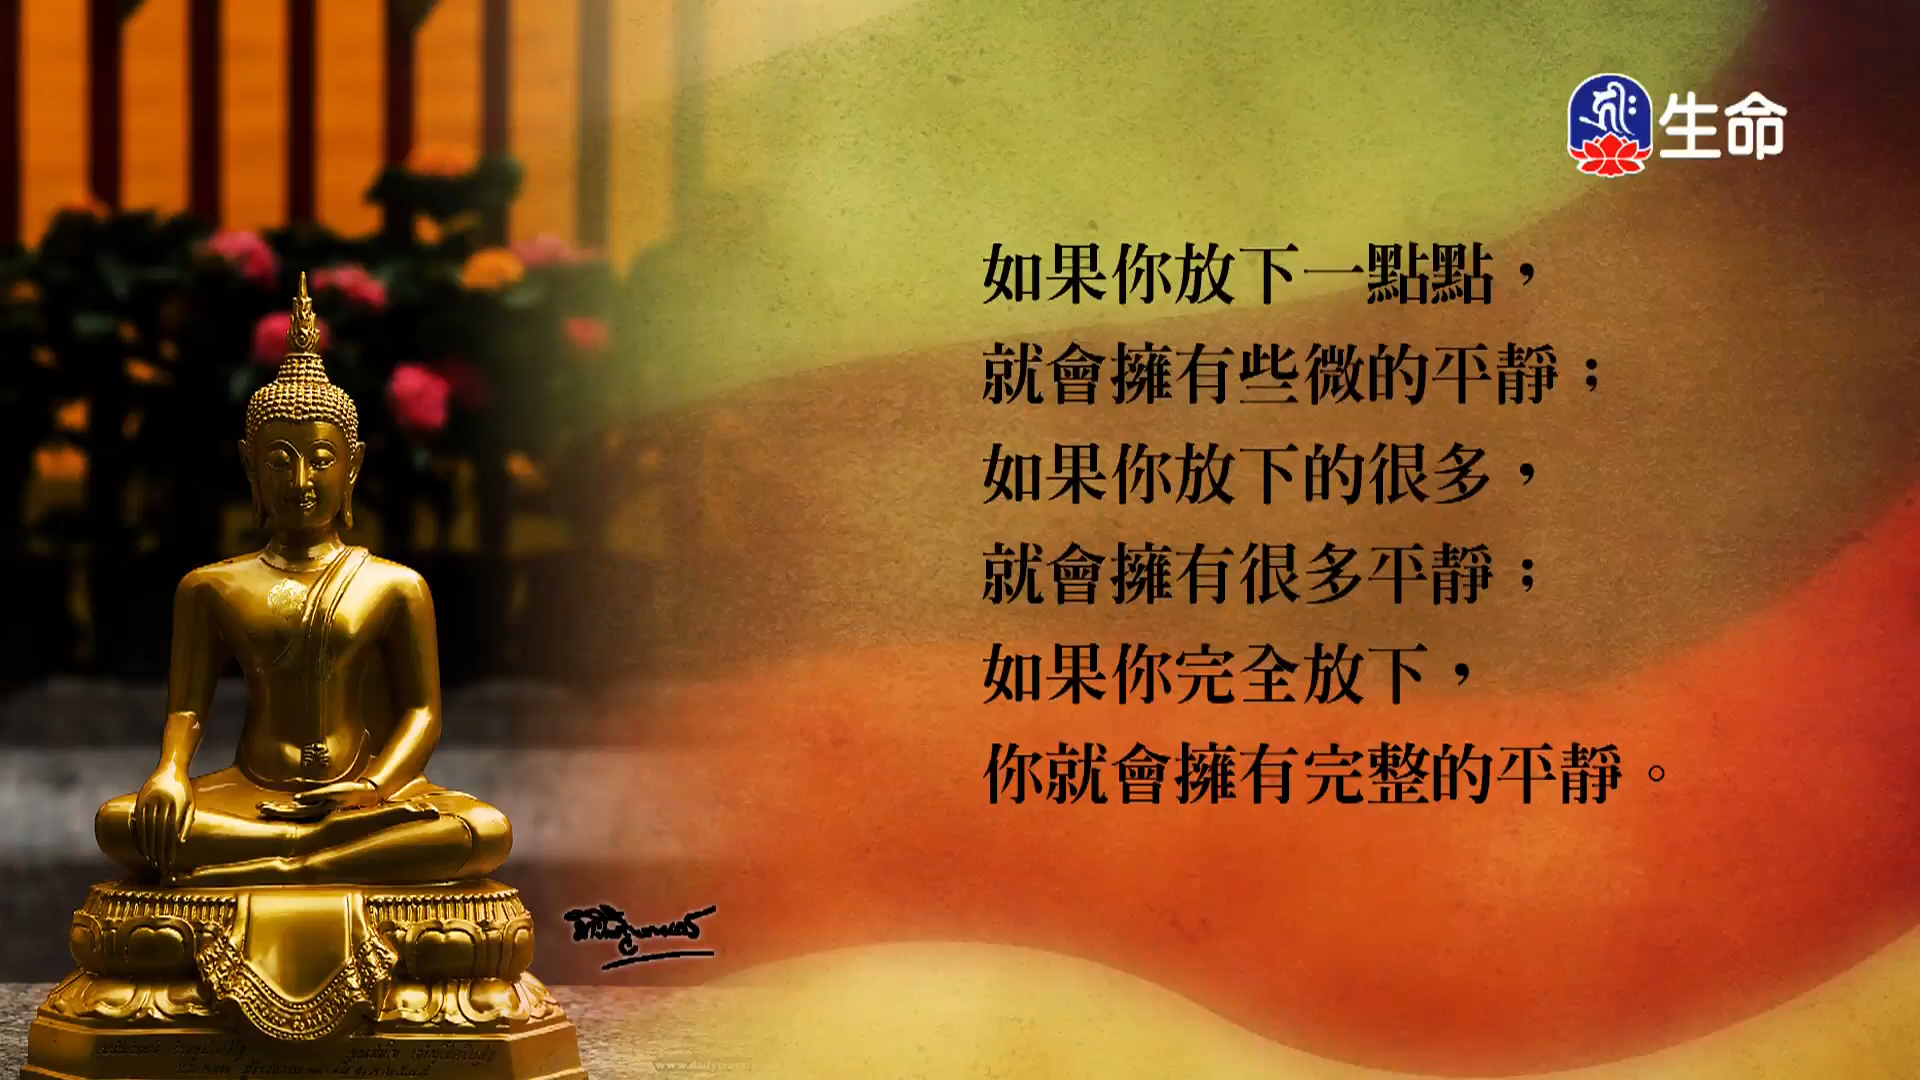 生命
如果你放下一點點，
就會擁有些微的平靜；
如果你放下的很多，
就會擁有很多平靜；
如果你完全放下，
你就會擁有完整的平靜。